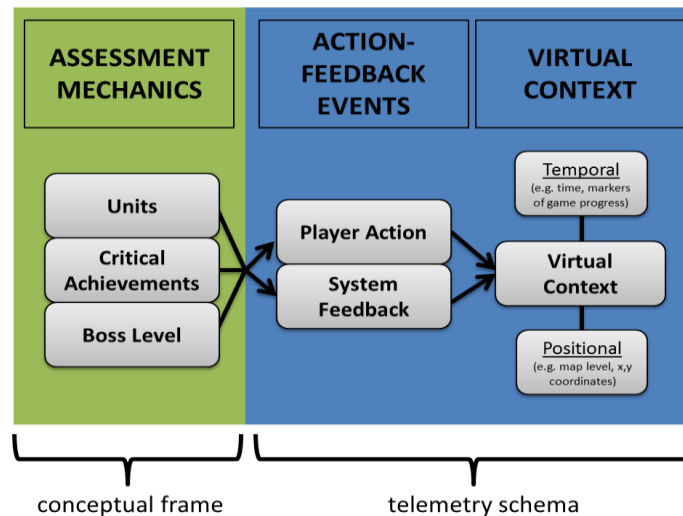 ASSESSMENT
MECHANICS
ACTION-
FEEDBACK
EVENTS
VIRTUAL
CONTEXT
Units
Critical
Achievements
Boss Level
Player Action
System
Feedback
Temporal
(e.g. time, markers
of game progress)
Virtual
Context
Positional
(e.g. map level, x,y
coordinates)
conceptual frame
telemetry schema